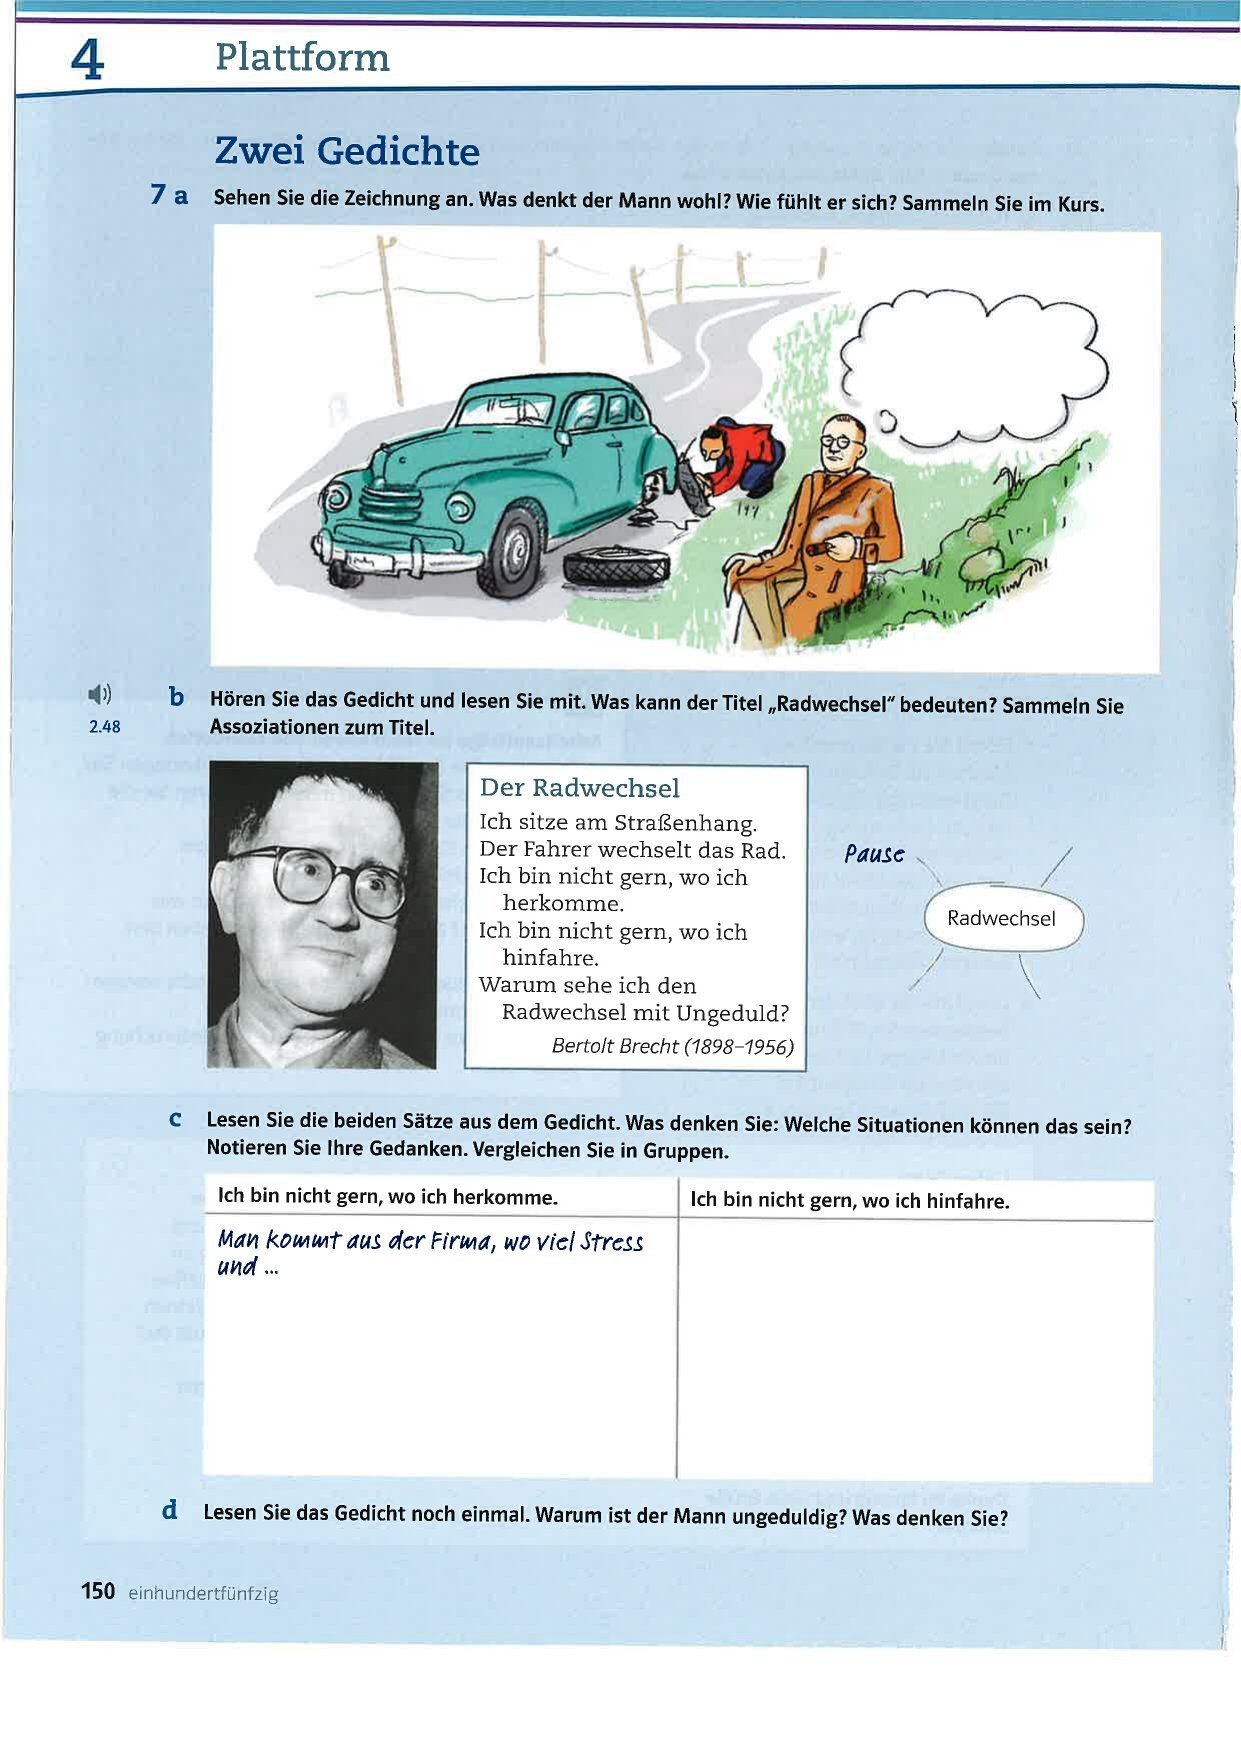 4 Plattform
Zwei Gedichte
7 a Sehen Sie die Zeichnung an. Was denkt der Mann wohl? Wie fühlt er sich? Sammeln Sie im Kurs.
b Hören Sie das Gedicht und lesen Sie mit. Was kann der Titel „Radwechsel“ bedeuten? Sammeln Sie
2.48 Assoziationen zum Titel.
Der Radwechsel
Ich sitze am Straßenhang.
Der Fahrer wechselt das Rad.
Ich bin nicht gern, wo ich
herkomme.
Ich bin nicht gern, wo ich
hinfahre.
Warum sehe ich den
Radwechsel mit Ungeduld?
Bertolt Brecht (1898–1956)
Pause
Radwechsel
c Lesen Sie die beiden Sätze aus dem Gedicht. Was denken Sie: Welche Situationen können das sein?
Notieren Sie Ihre Gedanken. Vergleichen Sie in Gruppen.
Ich bin nicht gern, wo ich herkomme. Ich bin nicht gern, wo ich hinfahre.
Man kommt aus der Firma, wo viel Stress
und ...
d Lesen Sie das Gedicht noch einmal. Warum ist der Mann ungeduldig? Was denken Sie?
150 einhundertfünfzig